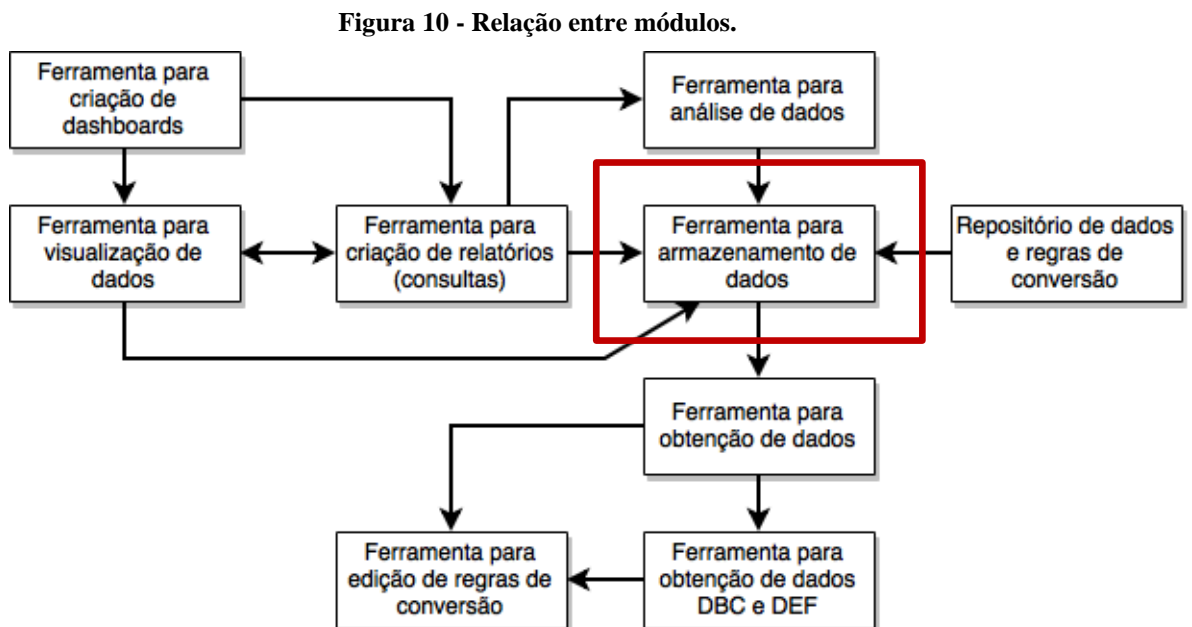 Figura 10 - Relação entre módulos.
Ferramenta para
criação de
dashboards
Ferramenta para
análise de dados
Ferramenta para
visualização de
dados
Ferramenta para
criação de relatórios
(consultas)
Ferramenta para
armazenamento de
dados
Repositório de dados
e regras de
conversão
Ferramenta para
obtenção de dados
Ferramenta para
edição de regras de
conversão
Ferramenta para
obtenção de dados
DBC e DEF